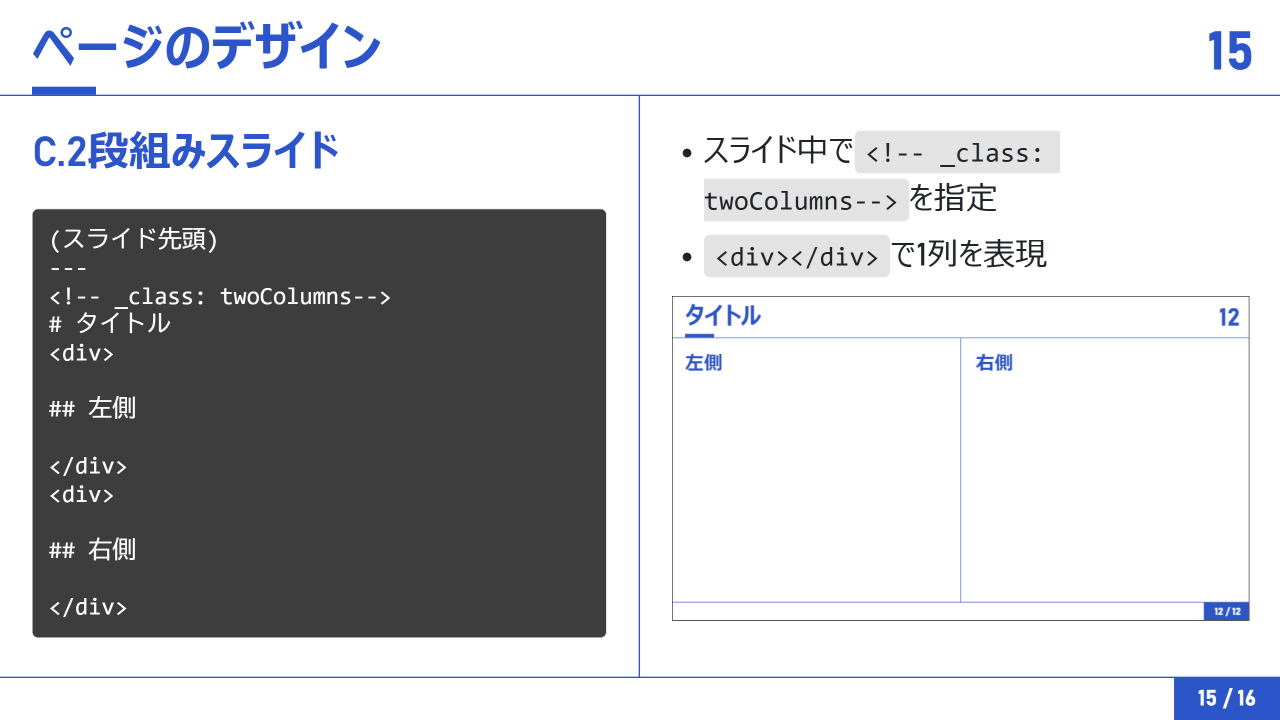 ページのデザイン
15
C.2段組みスライド
(スライド先頭)
---
<!-- _class: twoColumns-->
# タイトル
<div>
## 左側
</div>
<div>
## 右側
</div>
• スライド中で <!-- _class:
twoColumns--> を指定
• <div></div> で1列を表現
タイトル
12
左側
右側
12 / 12
15 / 16